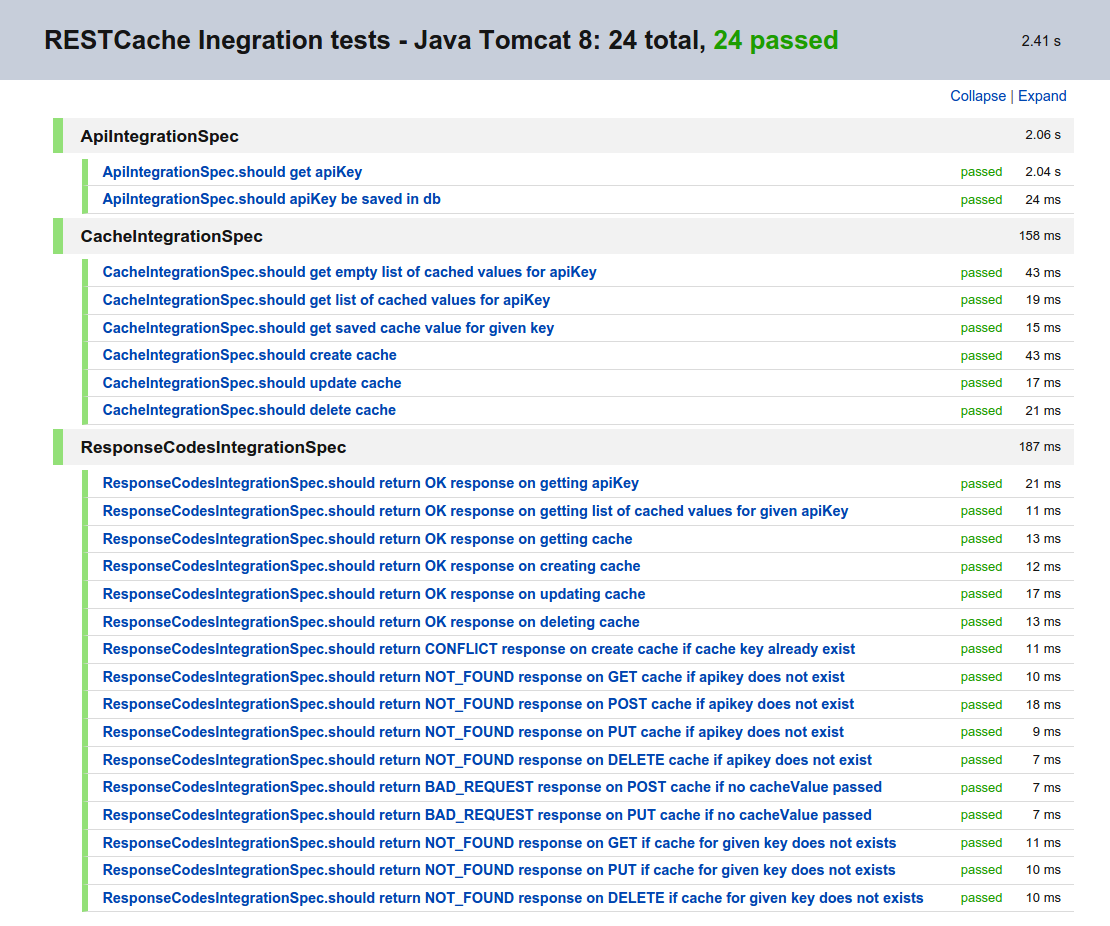 RESTCache Inegration tests - Java Tomcat 8: 24 total, 24 passed 2.41 s
Collapse | Expand
ApiIntegrationSpec 2.06 s
ApiIntegrationSpec.should get apiKey passed 2.04 s
ApiIntegrationSpec.should apiKey be saved in db passed 24 ms
CacheIntegrationSpec 158 ms
CacheIntegrationSpec.should get empty list of cached values for apiKey passed 43 ms
CacheIntegrationSpec.should get list of cached values for apiKey passed 19 ms
CacheIntegrationSpec.should get saved cache value for given key passed 15 ms
CacheIntegrationSpec.should create cache passed 43 ms
CacheIntegrationSpec.should update cache passed 17 ms
CacheIntegrationSpec.should delete cache passed 21 ms
ResponseCodesIntegrationSpec 187 ms
ResponseCodesIntegrationSpec.should return OK response on getting apiKey passed 21 ms
ResponseCodesIntegrationSpec.should return OK response on getting list of cached values for given apiKey passed 11 ms
ResponseCodesIntegrationSpec.should return OK response on getting cache passed 13 ms
ResponseCodesIntegrationSpec.should return OK response on creating cache passed 12 ms
ResponseCodesIntegrationSpec.should return OK response on updating cache passed 17 ms
ResponseCodesIntegrationSpec.should return OK response on deleting cache passed 13 ms
ResponseCodesIntegrationSpec.should return CONFLICT response on create cache if cache key already exist passed 11 ms
ResponseCodesIntegrationSpec.should return NOT_FOUND response on GET cache if apikey does not exist passed 10 ms
ResponseCodesIntegrationSpec.should return NOT_FOUND response on POST cache if apikey does not exist passed 18 ms
ResponseCodesIntegrationSpec.should return NOT_FOUND response on PUT cache if apikey does not exist passed 9 ms
ResponseCodesIntegrationSpec.should return NOT_FOUND response on DELETE cache if apikey does not exist passed 7 ms
ResponseCodesIntegrationSpec.should return BAD_REQUEST response on POST cache if no cacheValue passed passed 7 ms
ResponseCodesIntegrationSpec.should return BAD_REQUEST response on PUT cache if no cacheValue passed passed 7 ms
ResponseCodesIntegrationSpec.should return NOT_FOUND response on GET if cache for given key does not exists passed 11 ms
ResponseCodesIntegrationSpec.should return NOT_FOUND response on PUT if cache for given key does not exists passed 10 ms
ResponseCodesIntegrationSpec.should return NOT_FOUND response on DELETE if cache for given key does not exists passed 10 ms